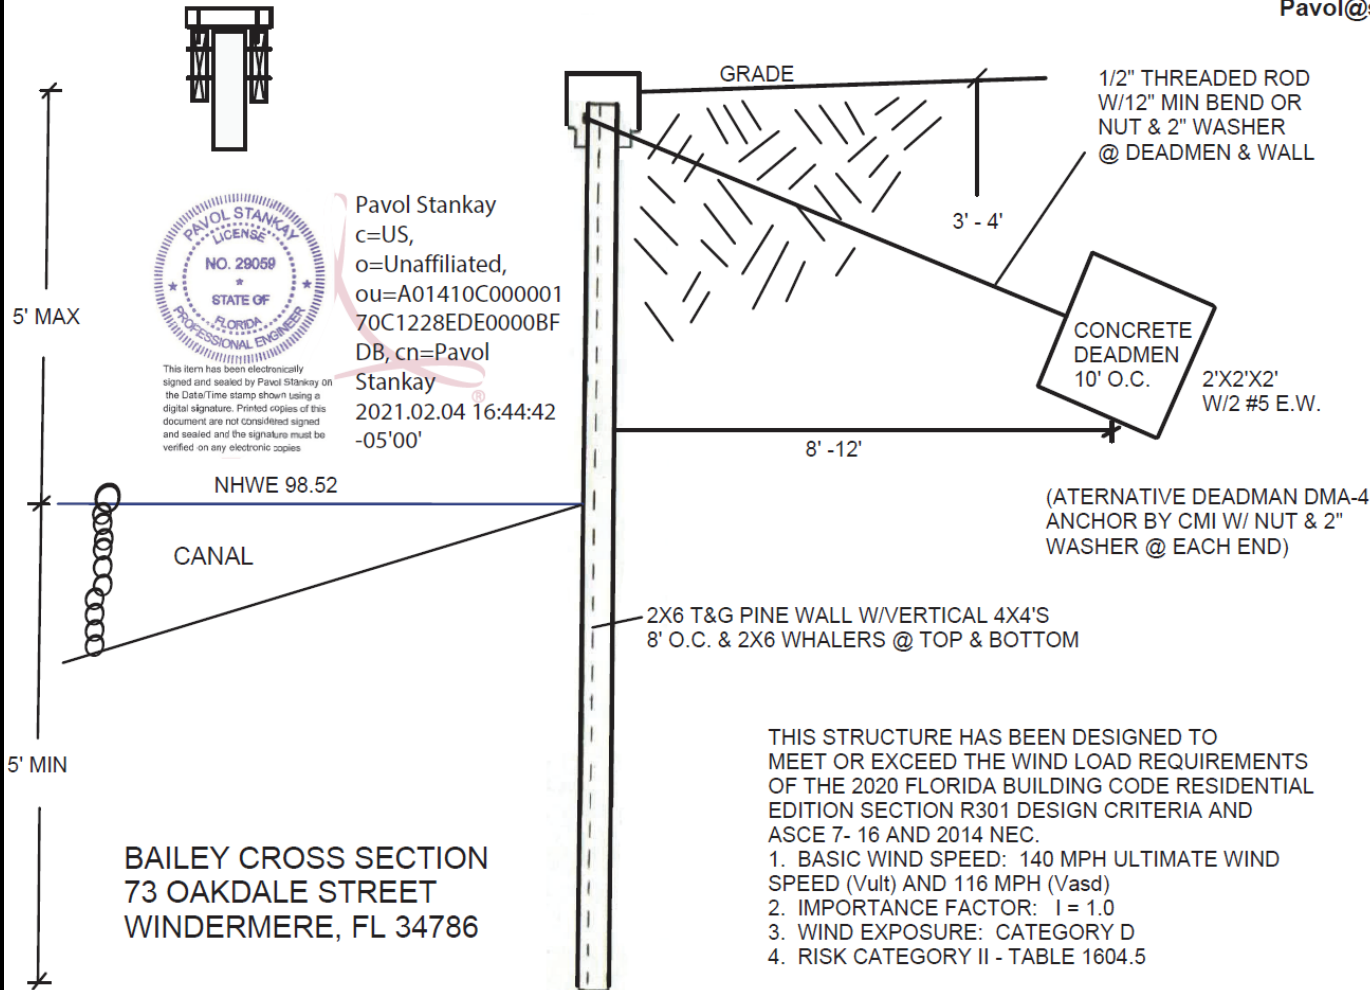 Pavol@s
GRADE
1/2" THREADED ROD
W/12" MIN BEND OR
NUT & 2" WASHER
@ DEADMEN & WALL
3' - 4'
PAVOL STANKAY
LICENSE
NO. 29059
*
STATE OF
FLORIDA
* PROFESSIONAL ENGINEER *
This item has been electronically
signed and sealed by Pavol Stankay on
the Date/Time stamp shown using a
digital signature. Printed copies of this
document are not considered signed
and sealed and the signature must be
verified on any electronic copies
Pavol Stankay
c=US,
o=Unaffiliated,
ou=A01410C000001
70C1228EDE0000BF
DB, cn=Pavol
Stankay
2021.02.04 16:44:42
-05'00'
®
5' MAX
CONCRETE
DEADMEN
10' O.C.
2'X2'X2'
W/2 #5 E.W.
8' -12'
NHWE 98.52
CANAL
(ATERNATIVE DEADMAN DMA-4
ANCHOR BY CMI W/ NUT & 2"
WASHER @ EACH END)
2X6 T&G PINE WALL W/VERTICAL 4X4'S
8' O.C. & 2X6 WHALERS @ TOP & BOTTOM
5' MIN
THIS STRUCTURE HAS BEEN DESIGNED TO
MEET OR EXCEED THE WIND LOAD REQUIREMENTS
OF THE 2020 FLORIDA BUILDING CODE RESIDENTIAL
EDITION SECTION R301 DESIGN CRITERIA AND
ASCE 7- 16 AND 2014 NEC.
1. BASIC WIND SPEED: 140 MPH ULTIMATE WIND
SPEED (Vult) AND 116 MPH (Vasd)
2. IMPORTANCE FACTOR: I = 1.0
3. WIND EXPOSURE: CATEGORY D
4. RISK CATEGORY II - TABLE 1604.5
BAILEY CROSS SECTION
73 OAKDALE STREET
WINDERMERE, FL 34786